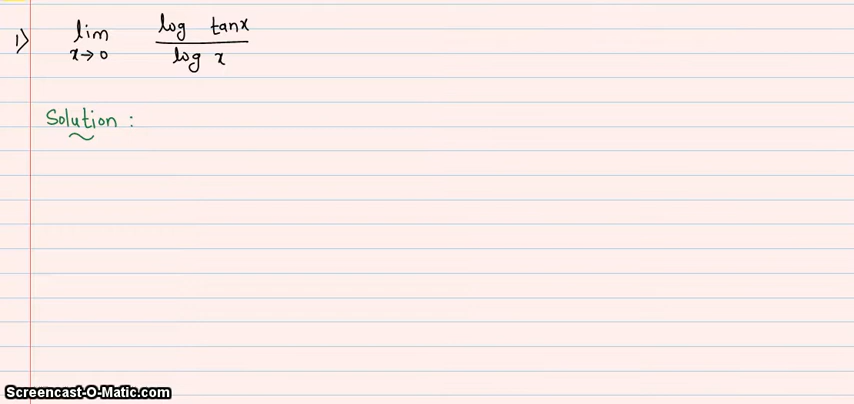 1) lim x→0 log tanx / log x
Solution :
Screencast-O-Matic.com